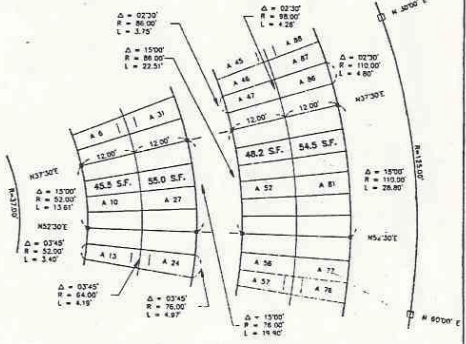 Δ = 02'30'
R = 86.00'
L = 3.75'
Δ = 02'30'
R = 98.00'
L = 4.28'
N 30'00' E
Δ = 15'00'
R = 86.00'
L = 22.51'
A 45
A 88
A 46
A 87
A 47
A 86
Δ = 02'30'
R = 110.00'
L = 4.80'
A 6
A 31
12.00'
12.00'
N37'30'E
12.00'
12.00'
48.2 S.F.
54.5 S.F.
N37'30'E
R=37.00'
45.5 S.F.
55.0 S.F.
R=125.00'
Δ = 15'00'
R = 52.00'
L = 13.61'
A 10
A 27
A 52
A 81
Δ = 15'00'
R = 110.00'
L = 28.80'
N52'30'E
Δ = 03'45'
R = 52.00'
L = 3.40'
A 13
A 24
A 56
A 77
A 57
A 76
Δ = 03'45'
R = 64.00'
L = 4.19'
Δ = 03'45'
R = 76.00'
L = 4.97'
Δ = 15'00'
R = 76.00'
L = 19.90'
N 60'00' E